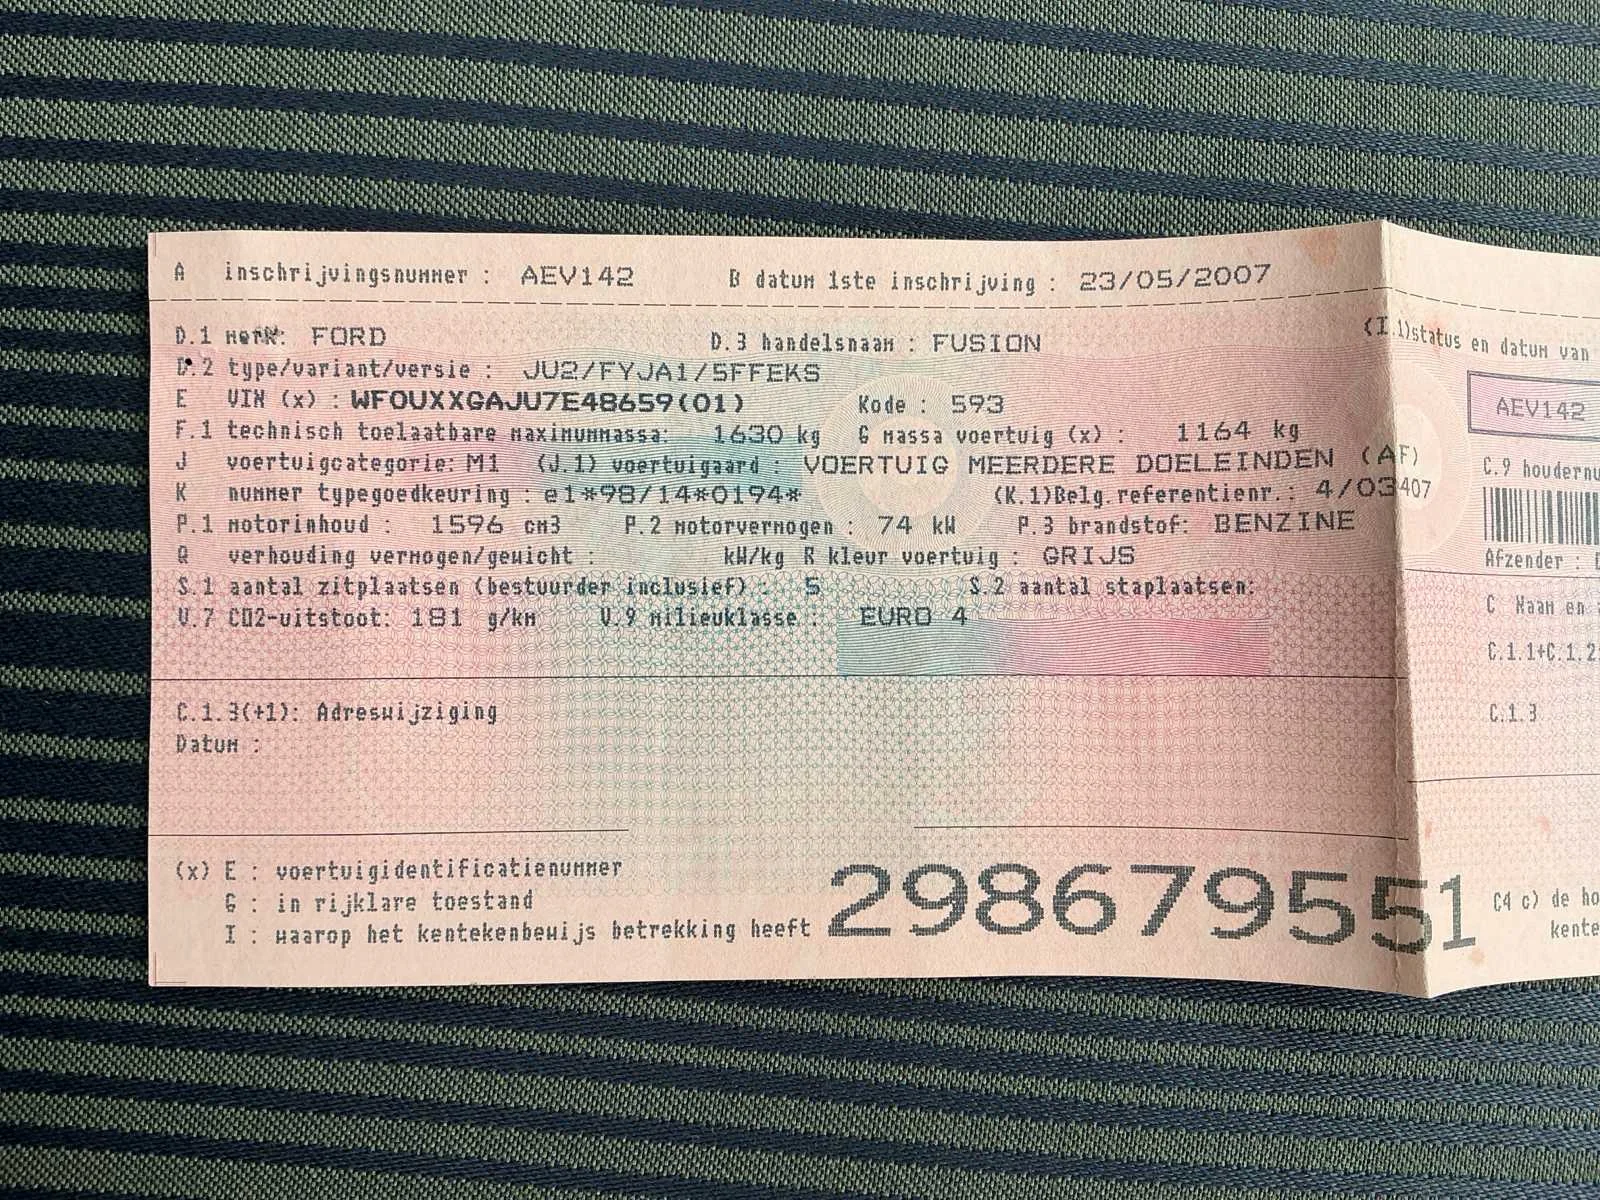 A inschrijvingsnummer : AEV142 B datum 1ste inschrijving : 23/05/2007
D.1 merk: FORD D.3 handelsnaam : FUSION (I.1)status en datum van
D.2 type/variant/versie : JU2/FYJA1/5FFEKS
E VIN (x) : WFOUXXGAJU7E48659(01) Kode : 593 AEV142
F.1 technisch toelaatbare maximummassa: 1630 kg G massa voertuig (x) : 1164 kg
J voertuigcategorie: M1 (J.1) voertuigaard : VOERTUIG MEERDERE DOELEINDEN (AF) C.9
K nummer typegoedkeuring : e1*98/14*0194* (K.1)Belg.referentienr.: 4/03407
P.1 motorinhoud : 1596 cm3 P.2 motorvermogen : 74 kW P.3 brandstof: BENZINE
Q verhouding vermogen/gewicht : kW/kg R kleur voertuig : GRIJS Afzender :
S.1 aantal zitplaatsen (bestuurder inclusief) : 5 S.2 aantal staplaatsen: C Naam en
V.7 CO2-uitstoot: 181 g/km V.9 milieuklasse : EURO 4
C.1.1+C.1.2:
C.1.3(+1): Adreswijziging C.1.3
Datum :
(x) E : voertuigidentificatienummer
G : in rijklare toestand
I : waarop het kentekenbewijs betrekking heeft 298679551 C4 c) de